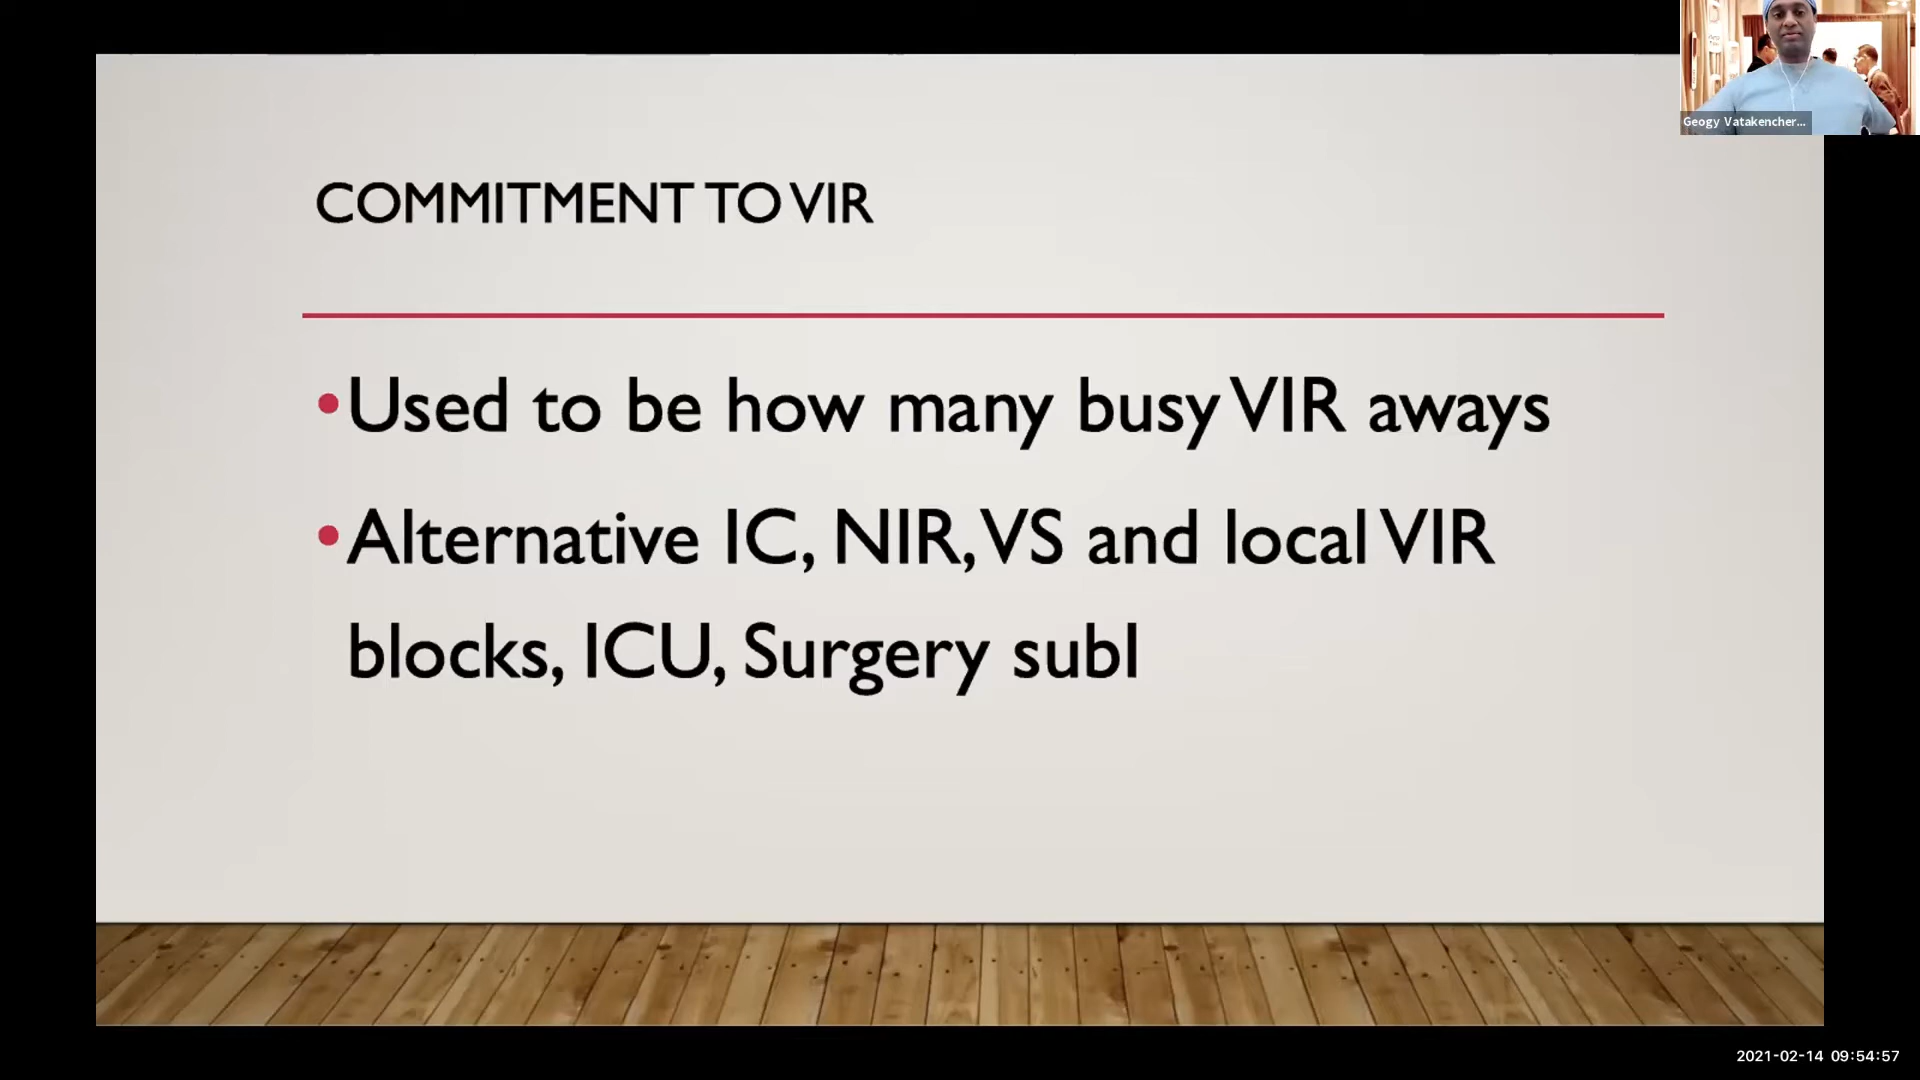 Geogy Vatakencher...
COMMITMENT TO VIR
•Used to be how many busy VIR aways
•Alternative IC, NIR, VS and local VIR
blocks, ICU, Surgery subI
2021-02-14 09:54:57